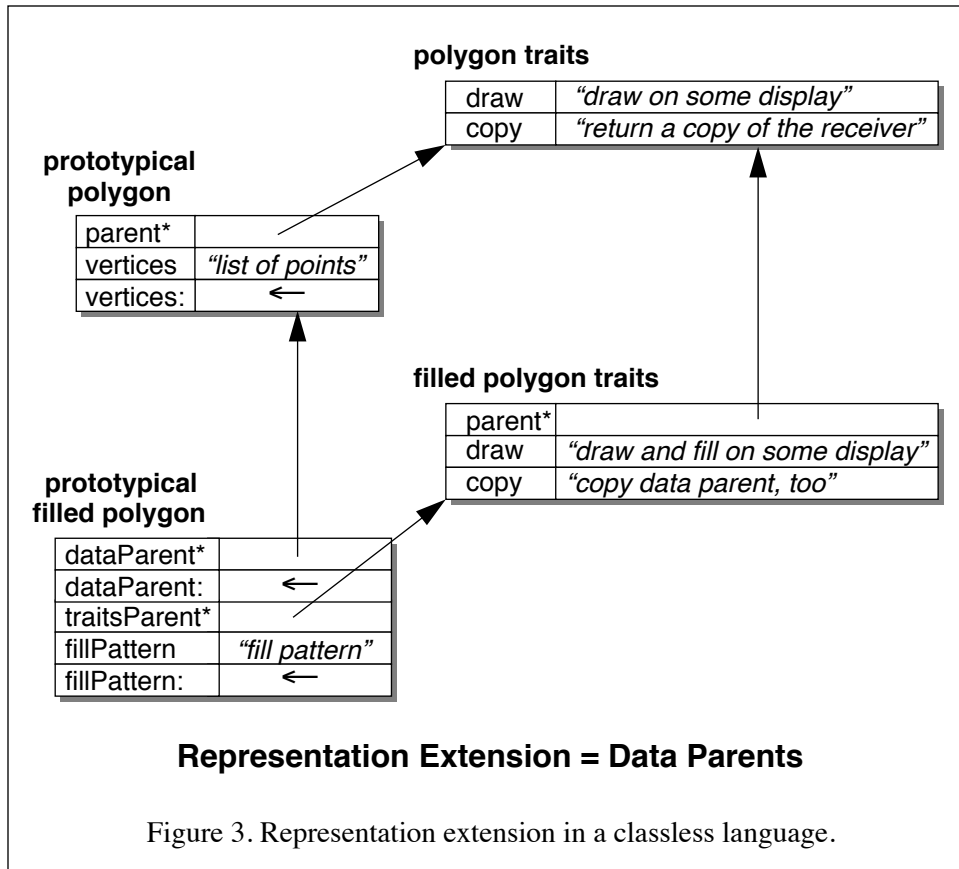 polygon traits
draw “draw on some display”
copy “return a copy of the receiver”
prototypical
polygon
parent*
vertices “list of points”
vertices: ←
filled polygon traits
parent*
draw “draw and fill on some display”
copy “copy data parent, too”
prototypical
filled polygon
dataParent*
dataParent: ←
traitsParent*
fillPattern “fill pattern”
fillPattern: ←
Representation Extension = Data Parents
Figure 3. Representation extension in a classless language.